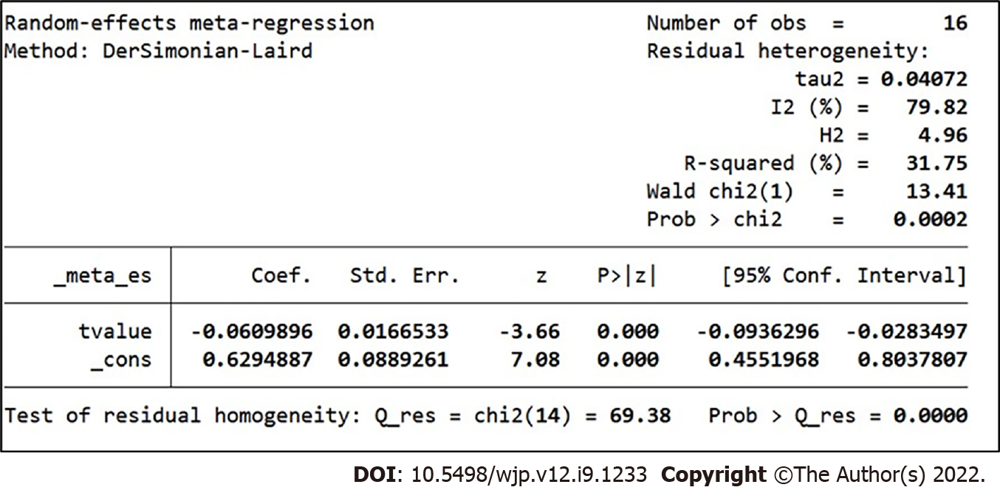 Random-effects meta-regression Number of obs = 16
Method: DerSimonian-Laird Residual heterogeneity:
tau2 = 0.04072
I2 (%) = 79.82
H2 = 4.96
R-squared (%) = 31.75
Wald chi2(1) = 13.41
Prob > chi2 = 0.0002
_meta_es Coef. Std. Err. z P>|z| [95% Conf. Interval]
tvalue -0.0609896 0.0166533 -3.66 0.000 -0.0936296 -0.0283497
_cons 0.6294887 0.0889261 7.08 0.000 0.4551968 0.8037807
Test of residual homogeneity: Q_res = chi2(14) = 69.38 Prob > Q_res = 0.0000
DOI: 10.5498/wjp.v12.i9.1233 Copyright ©The Author(s) 2022.